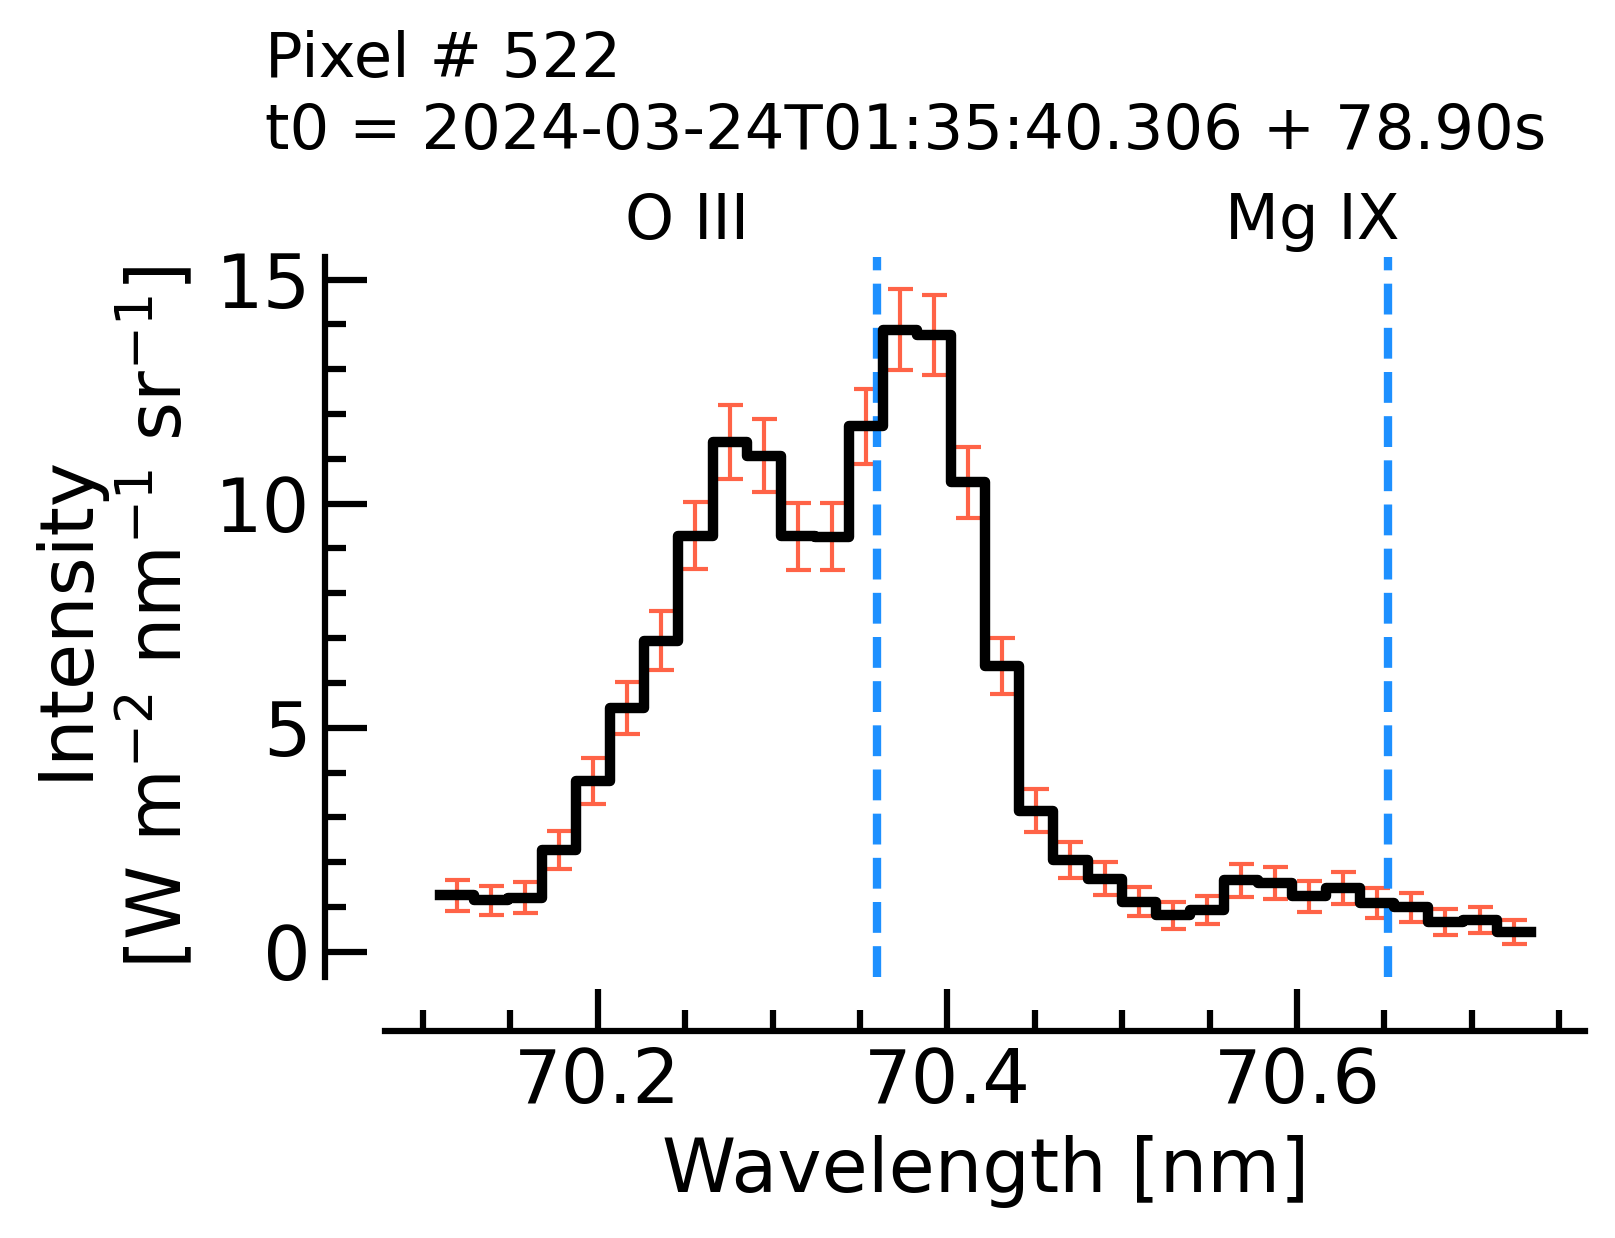 Pixel # 522
t0 = 2024-03-24T01:35:40.306 + 78.90s
O III Mg IX
Intensity
[W m⁻² nm⁻¹ sr⁻¹]
15
10
5
0
70.2 70.4 70.6
Wavelength [nm]